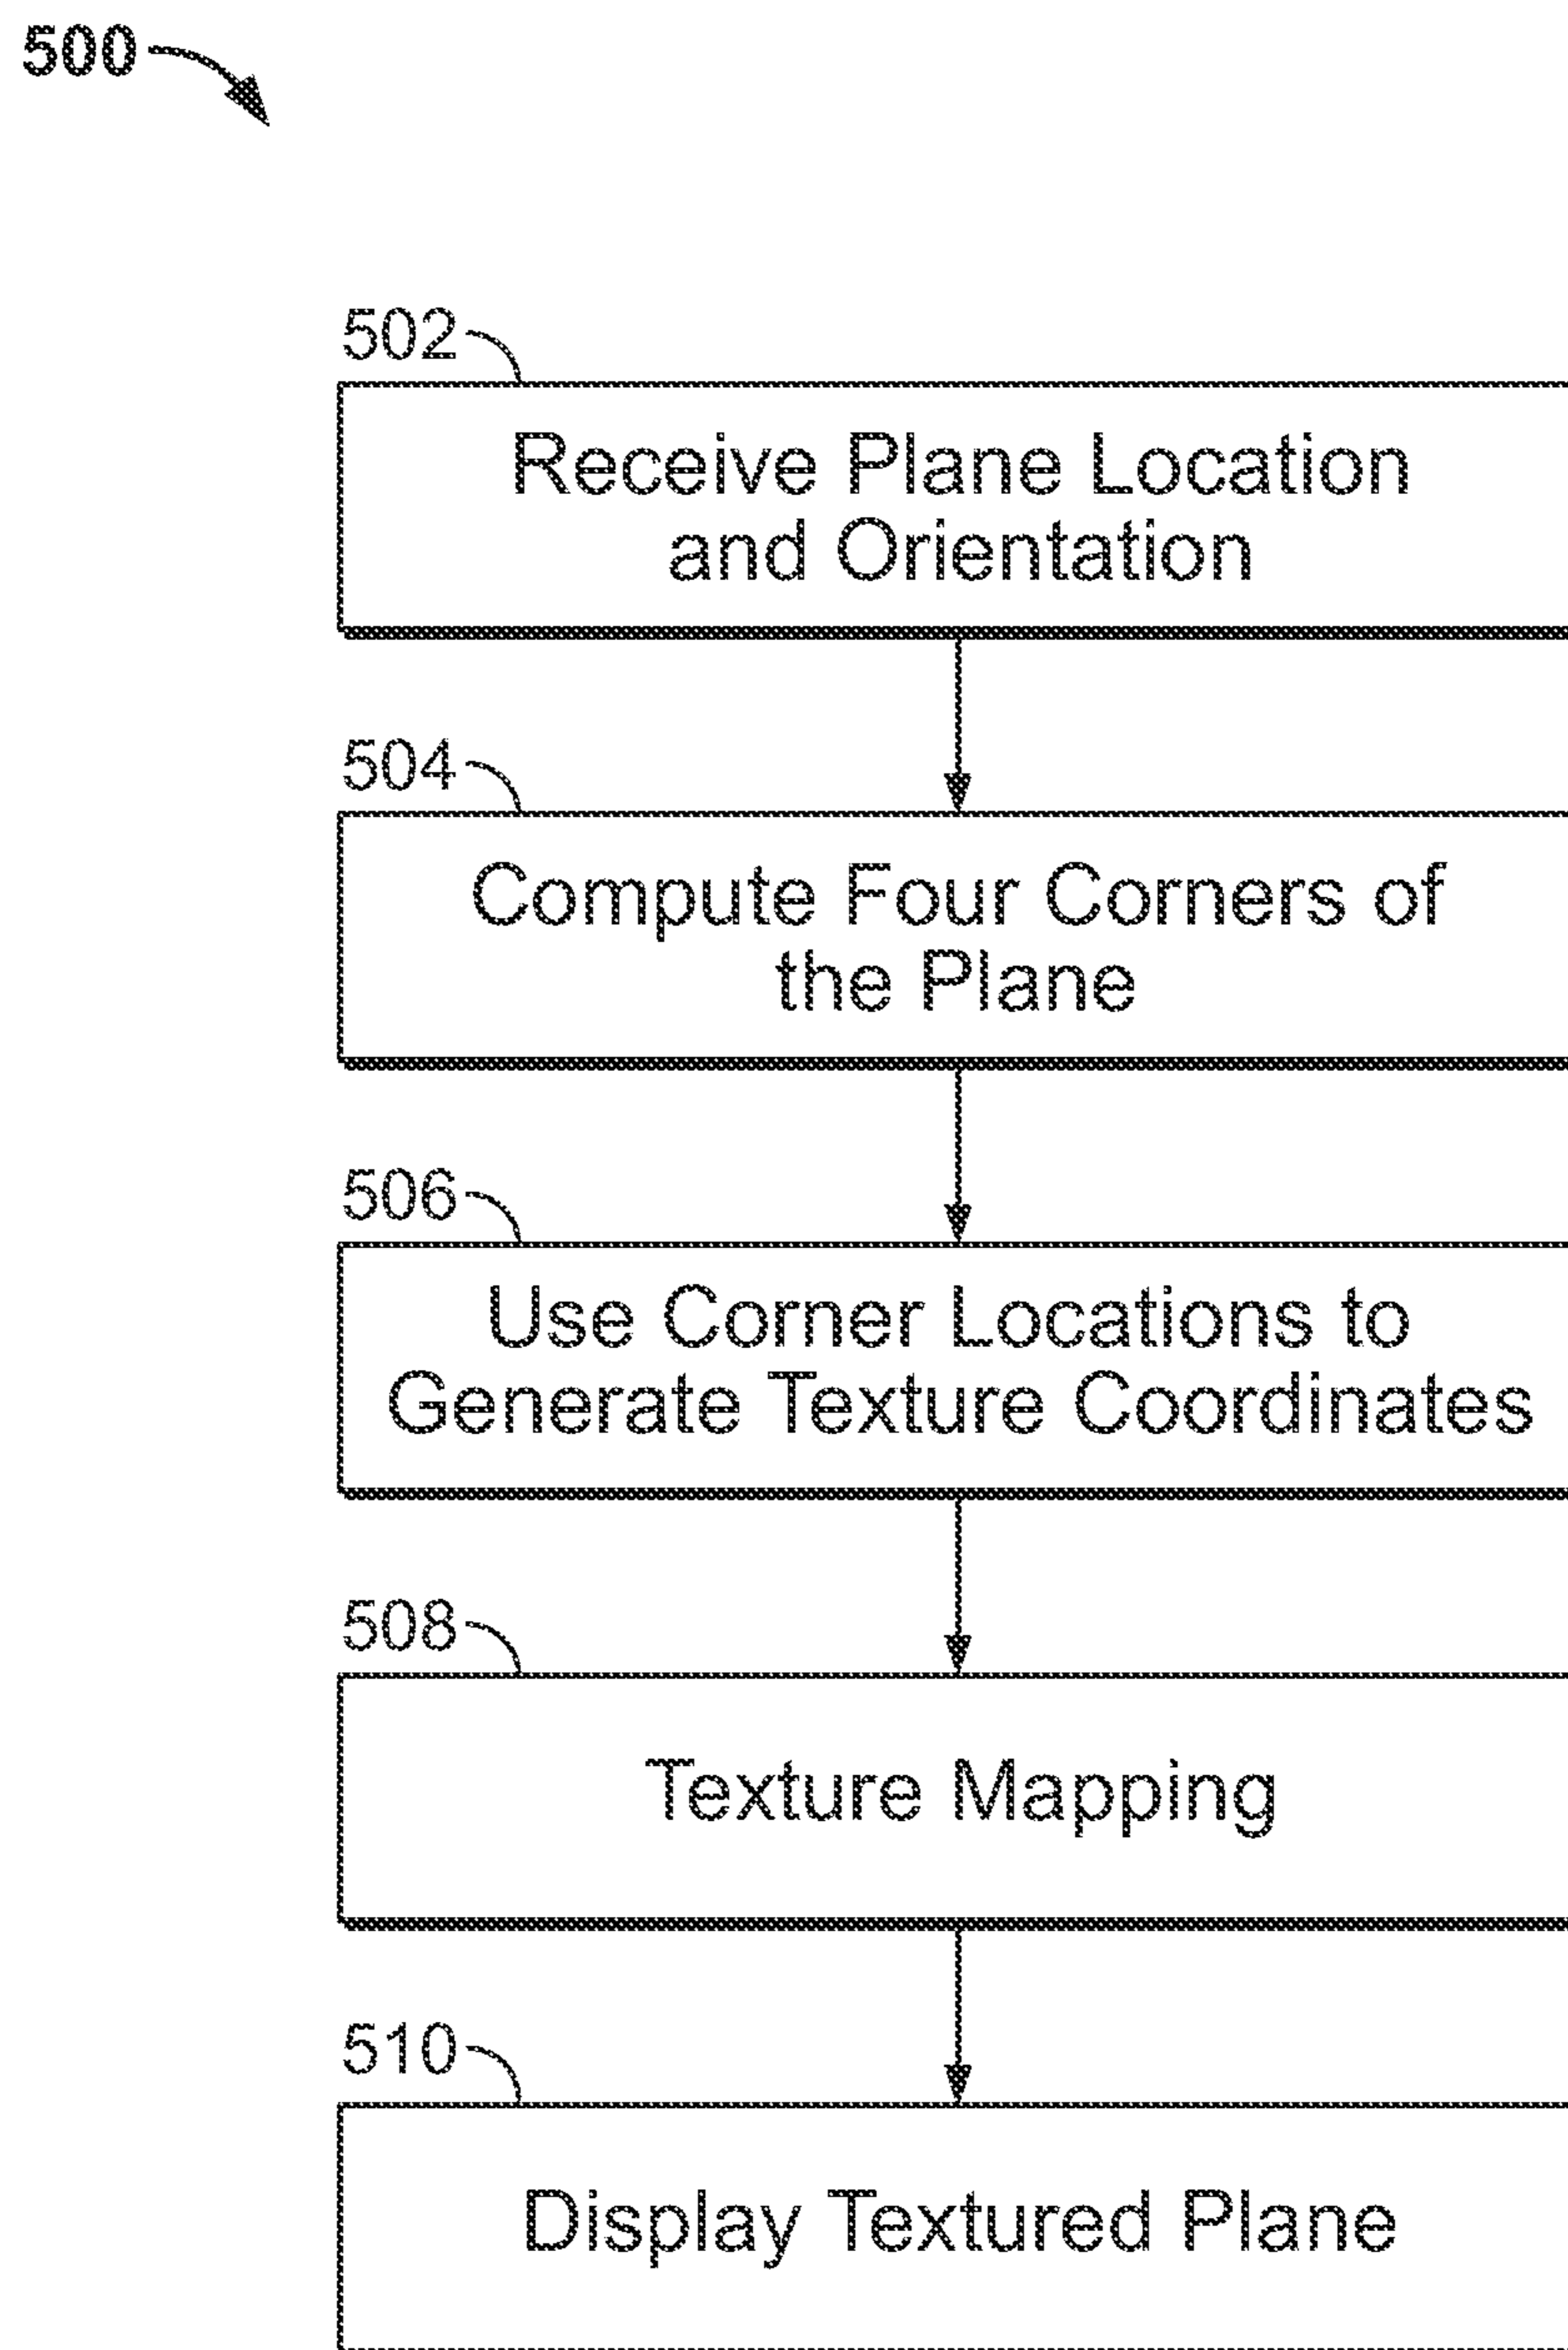 500
502
Receive Plane Location
and Orientation
504
Compute Four Corners of
the Plane
506
Use Corner Locations to
Generate Texture Coordinates
508
Texture Mapping
510
Display Textured Plane